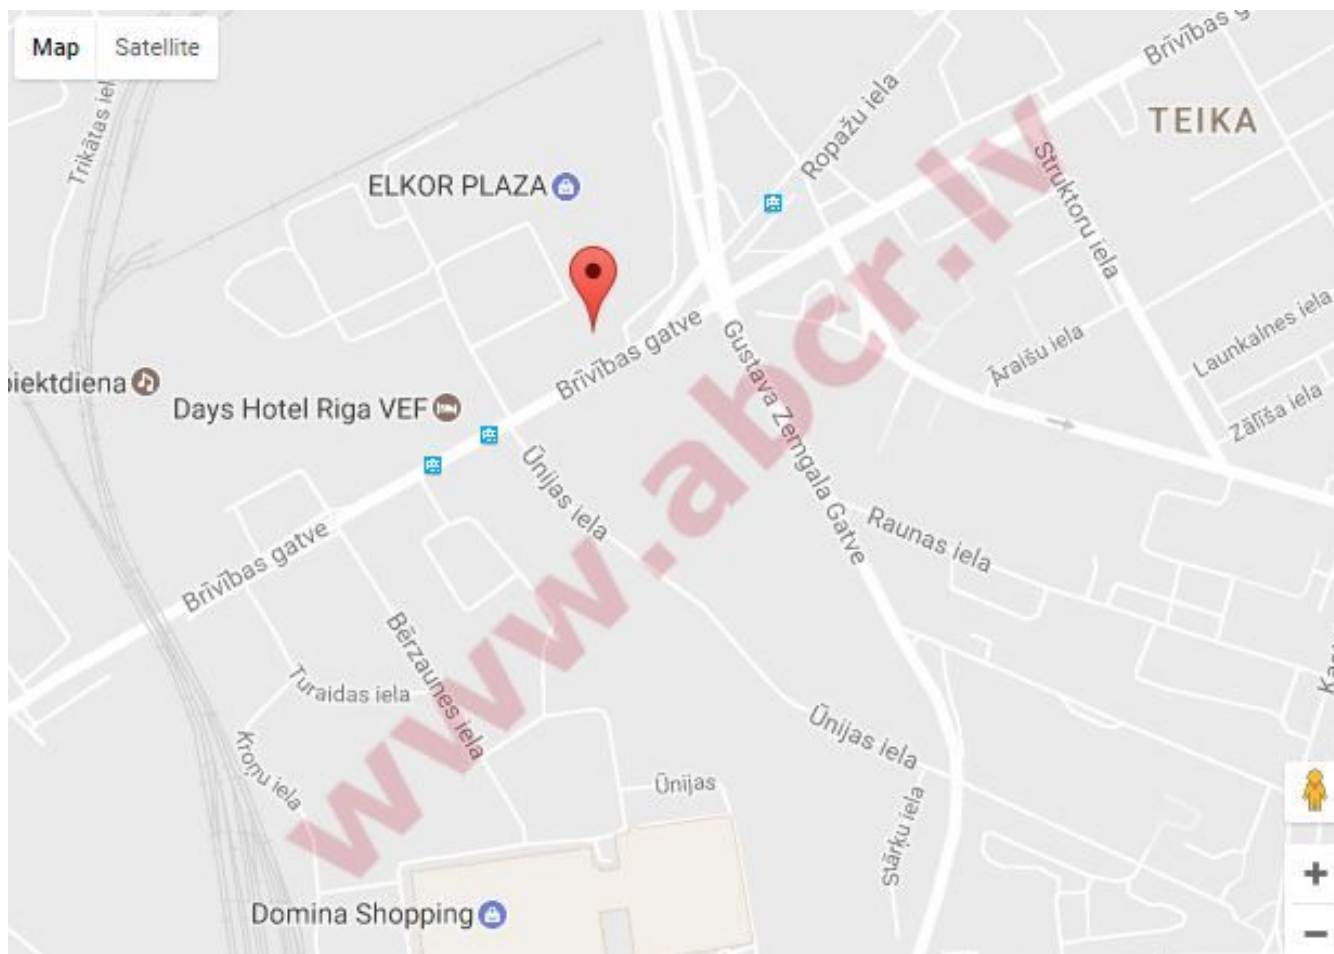 Map
Satellite
Brīvības g
TEIKA
Trikātas iel
Ropažu iela
ELKOR PLAZA
Struktoru iela
Launkalnes iela
Brīvības gatve
Gustava Zemgala Gatve
Āraišu iela
piektdiena
Days Hotel Riga VEF
Zālīša iela
Ūnijas iela
Raunas iela
Brīvības gatve
Bērzaunes iela
Turaidas iela
Ūnijas iela
Kroņu iela
Ūnijas
Stārķu iela
Domina Shopping
www.abcr.lv
+
−